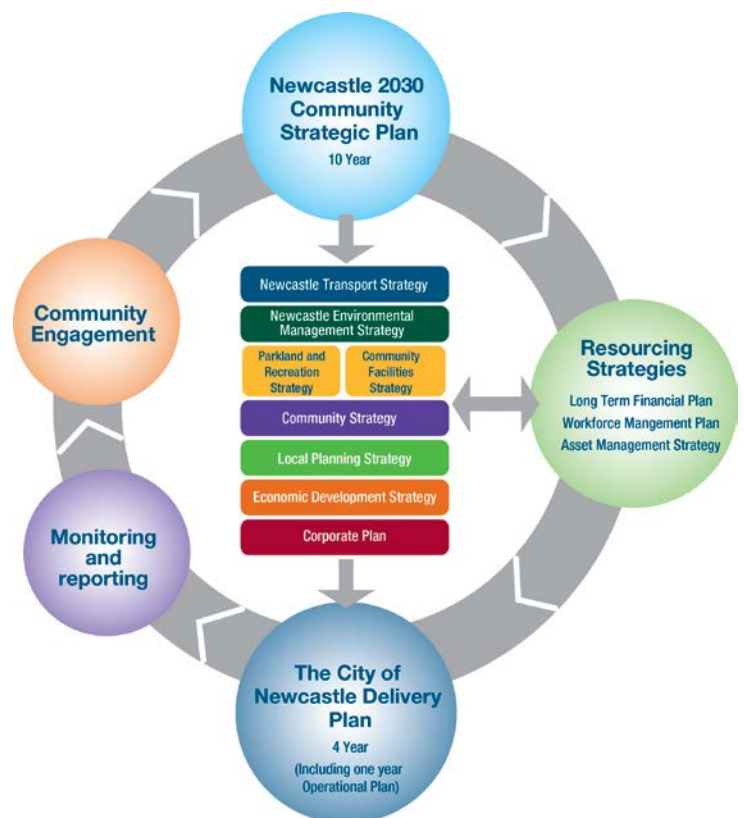 Newcastle 2030
Community
Strategic Plan
10 Year
Newcastle Transport Strategy
Newcastle Environmental
Management Strategy
Parkland and
Recreation
Strategy
Community
Facilities
Strategy
Community Strategy
Local Planning Strategy
Economic Development Strategy
Corporate Plan
Community
Engagement
Resourcing
Strategies
Long Term Financial Plan
Workforce Mangement Plan
Asset Management Strategy
Monitoring
and
reporting
The City of
Newcastle Delivery
Plan
4 Year
(Including one year
Operational Plan)